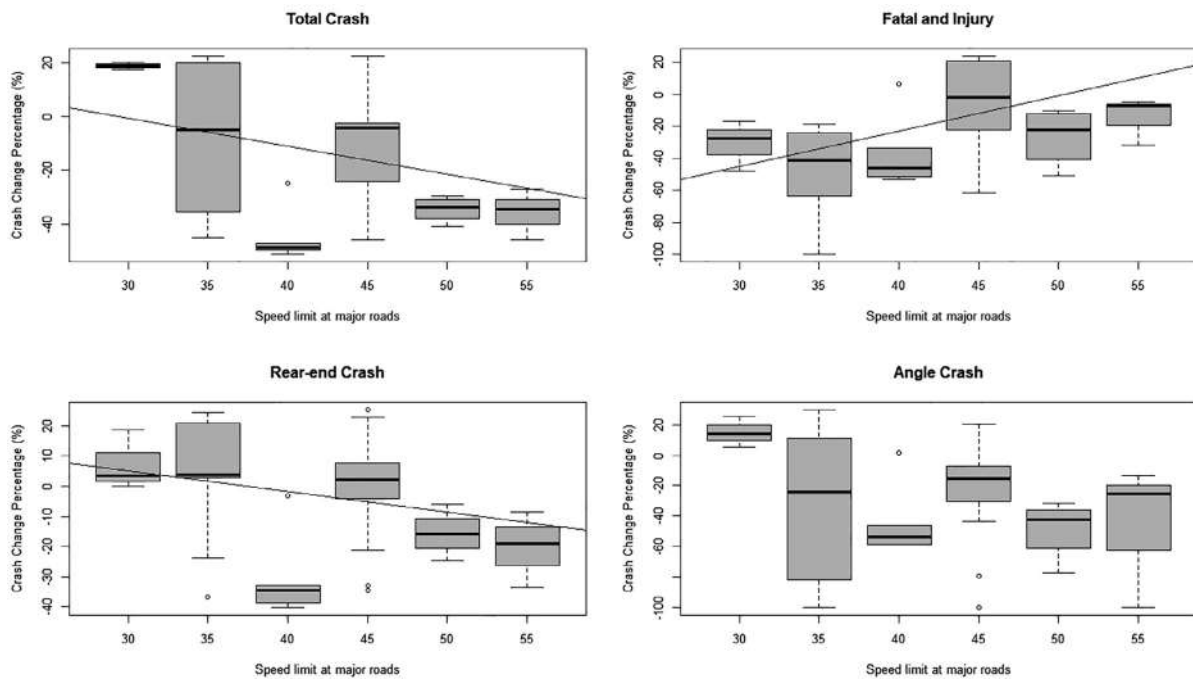 Total Crash
Crash Change Percentage (%)
20
0
-20
40
30 35 40 45 50 55
Speed limit at major roads
Fatal and Injury
Crash Change Percentage (%)
20
0
-20
-40
-60
-80
-100
30 35 40 45 50 55
Speed limit at major roads
Rear-end Crash
Crash Change Percentage (%)
20
10
0
-10
-20
-30
-40
30 35 40 45 50 55
Speed limit at major roads
Angle Crash
Crash Change Percentage (%)
20
0
-20
-60
-100
30 35 40 45 50 55
Speed limit at major roads